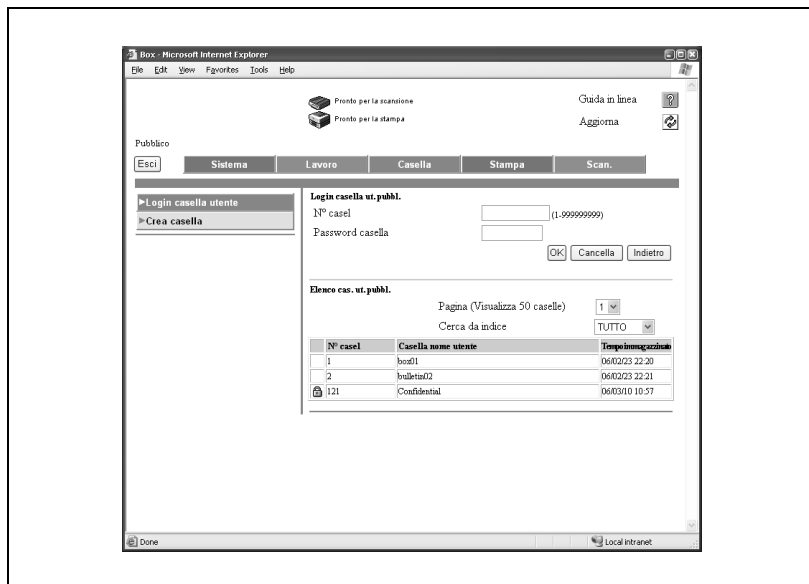 Box - Microsoft Internet Explorer
File Edit View Favorites Tools Help
Pronto per la scansione
Pronto per la stampa
Guida in linea ?
Aggiorna
Pubblico
Esci Sistema Lavoro Casella Stampa Scan.
Login casella utente
Crea casella
Login casella ut. pubbl.
N° casel (1-999999999)
Password casella
OK Cancella Indietro
Elenco cas. ut. pubbl.
Pagina (Visualizza 50 caselle) 1
Cerca da indice TUTTO
N° casel Casella nome utente Tempo immagazzinato
1 box01 06/02/23 22:20
2 bulletin02 06/02/23 22:21
121 Confidential 06/03/10 10:57
Done Local intranet